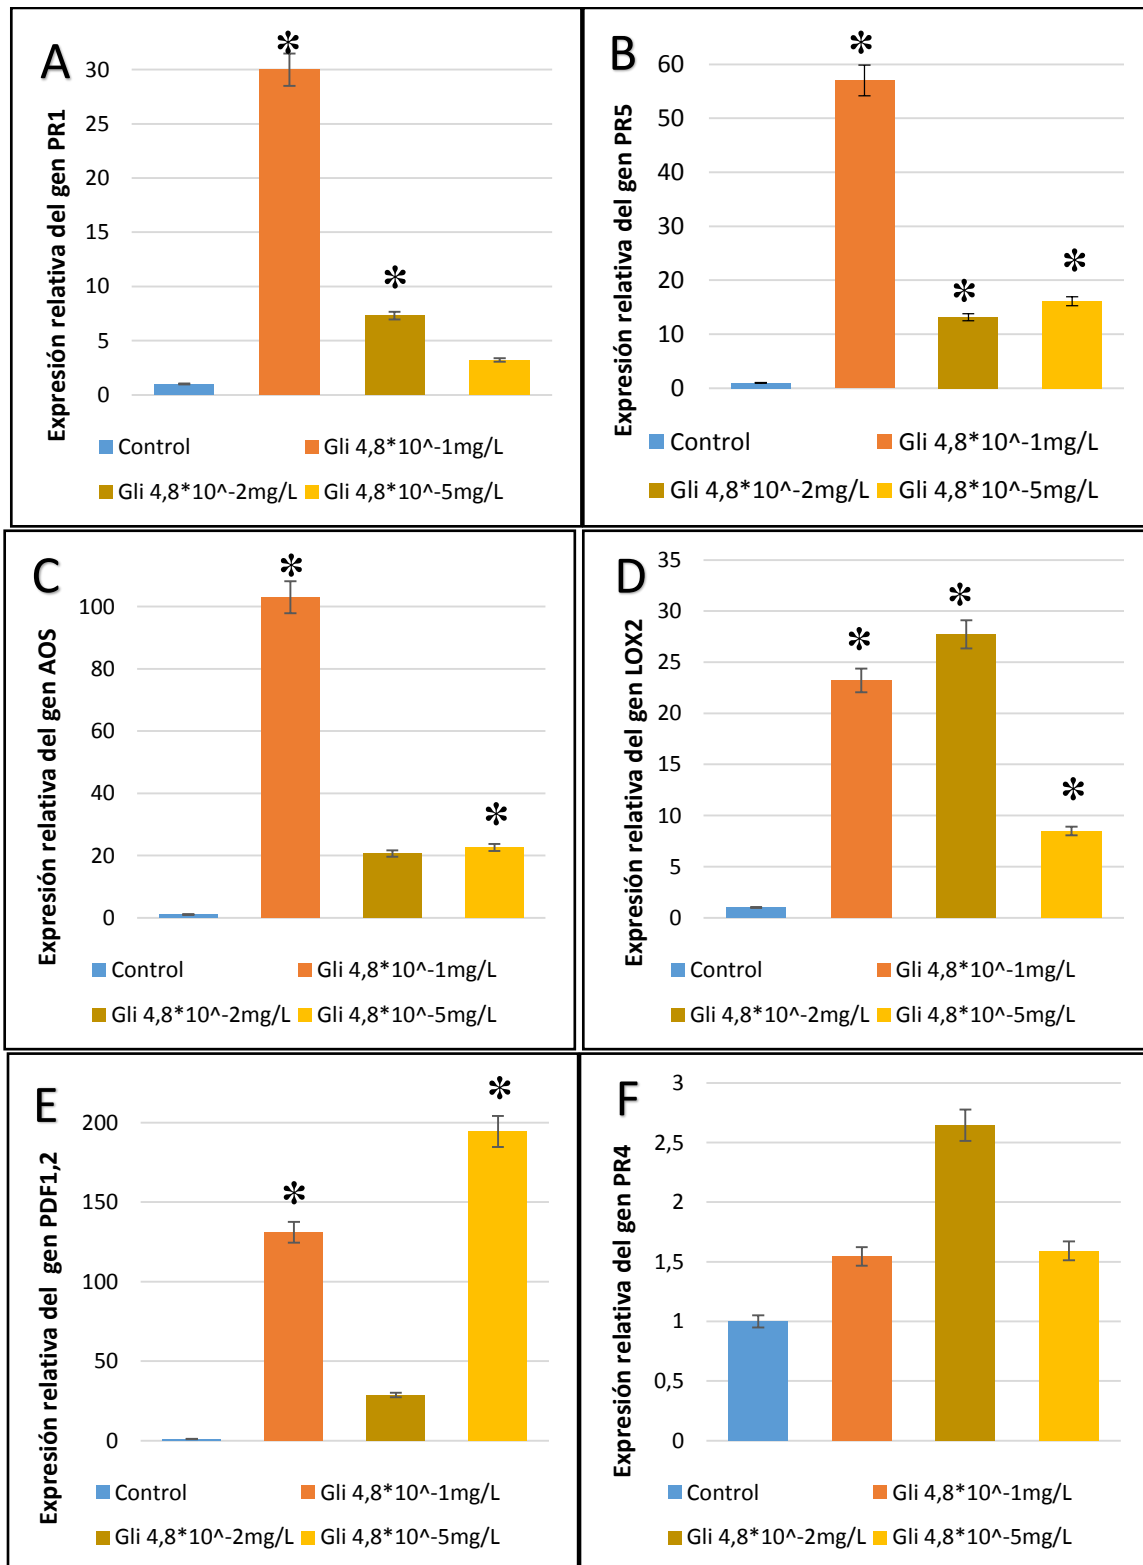 A
Expresión relativa del gen PR1
30
25
20
15
10
5
0
*
*
Control
Gli 4,8*10^-1mg/L
Gli 4,8*10^-2mg/L
Gli 4,8*10^-5mg/L
B
Expresión relativa del gen PR5
60
50
40
30
20
10
0
*
*
*
Control
Gli 4,8*10^-1mg/L
Gli 4,8*10^-2mg/L
Gli 4,8*10^-5mg/L
C
Expresión relativa del gen AOS
100
80
60
40
20
0
*
*
Control
Gli 4,8*10^-1mg/L
Gli 4,8*10^-2mg/L
Gli 4,8*10^-5mg/L
D
Expresión relativa del gen LOX2
35
30
25
20
15
10
5
0
*
*
*
Control
Gli 4,8*10^-1mg/L
Gli 4,8*10^-2mg/L
Gli 4,8*10^-5mg/L
E
Expresión relativa del gen PDF1,2
200
150
100
50
0
*
*
Control
Gli 4,8*10^-1mg/L
Gli 4,8*10^-2mg/L
Gli 4,8*10^-5mg/L
F
Expresión relativa del gen PR4
3
2,5
2
1,5
1
0,5
0
Control
Gli 4,8*10^-1mg/L
Gli 4,8*10^-2mg/L
Gli 4,8*10^-5mg/L